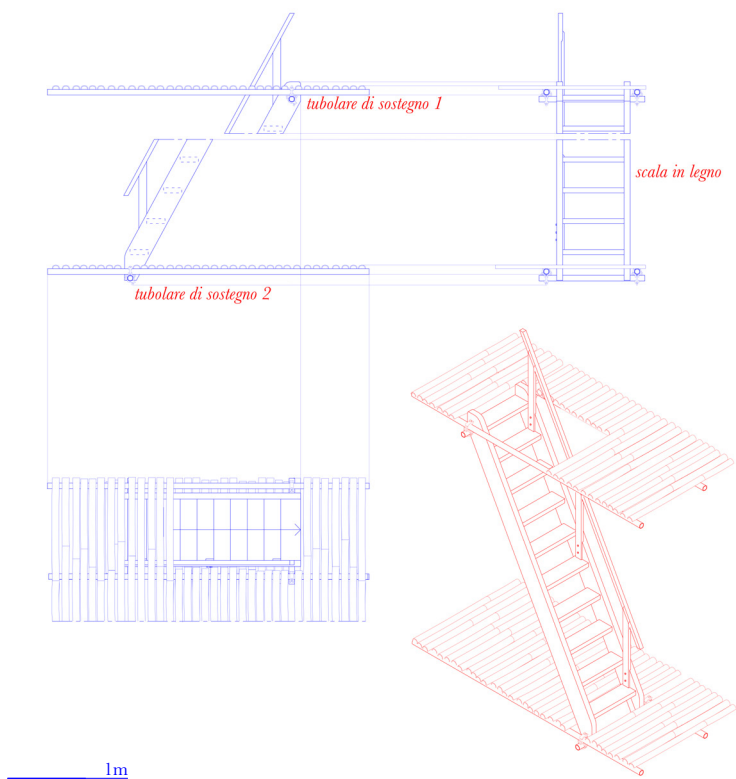 tubolare di sostegno 1
scala in legno
tubolare di sostegno 2
1m